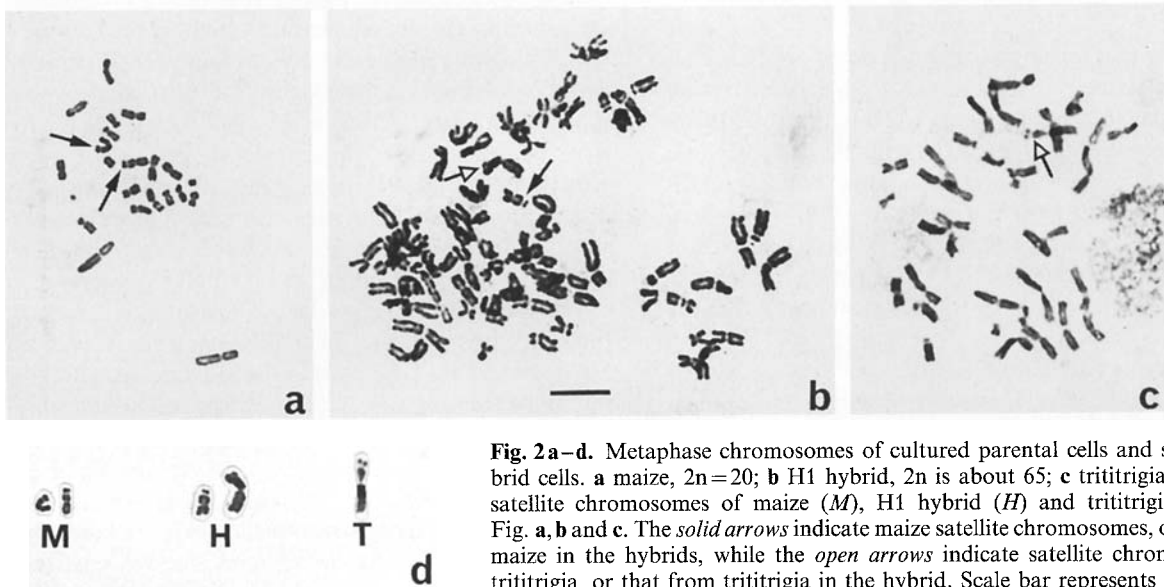 a
b
c
M H T
d
Fig. 2a–d. Metaphase chromosomes of cultured parental cells and s
brid cells. a maize, 2n=20; b H1 hybrid, 2n is about 65; c trititrigia
satellite chromosomes of maize (M), H1 hybrid (H) and trititrigi
Fig. a, b and c. The solid arrows indicate maize satellite chromosomes, o
maize in the hybrids, while the open arrows indicate satellite chrom
trititrigia, or that from trititrigia in the hybrid. Scale bar represents